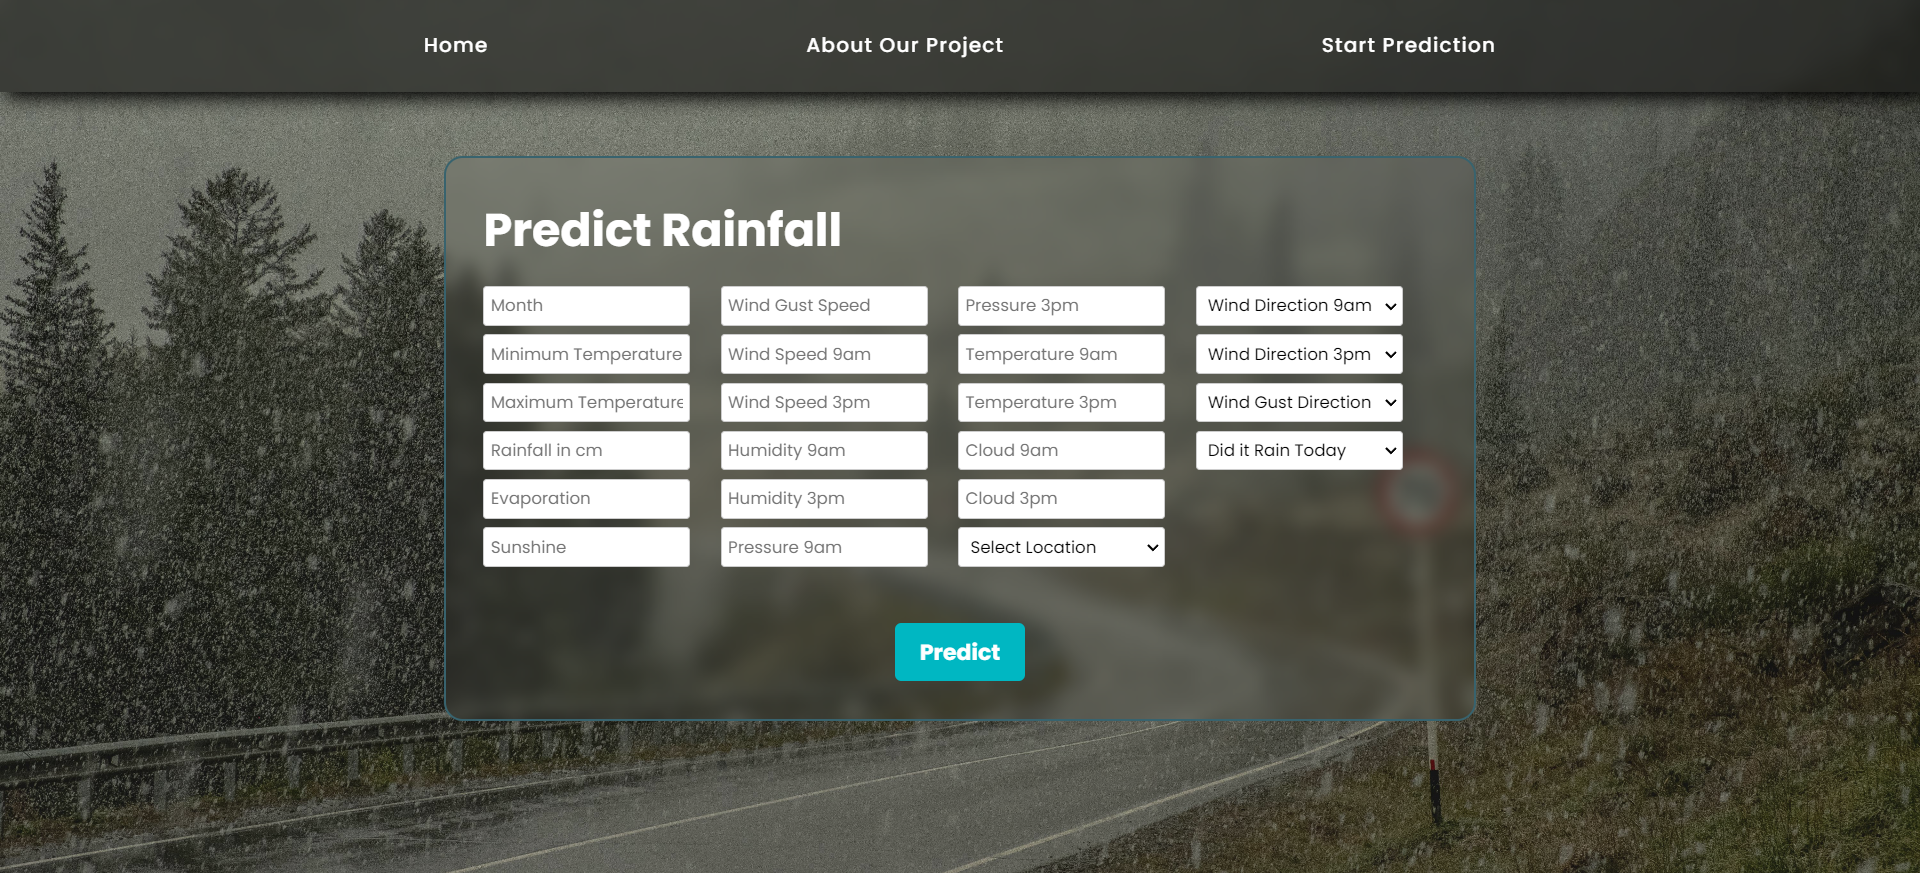 Home About Our Project Start Prediction
Predict Rainfall
Month Wind Gust Speed Pressure 3pm Wind Direction 9am
Minimum Temperature Wind Speed 9am Temperature 9am Wind Direction 3pm
Maximum Temperature Wind Speed 3pm Temperature 3pm Wind Gust Direction
Rainfall in cm Humidity 9am Cloud 9am Did it Rain Today
Evaporation Humidity 3pm Cloud 3pm
Sunshine Pressure 9am Select Location
Predict